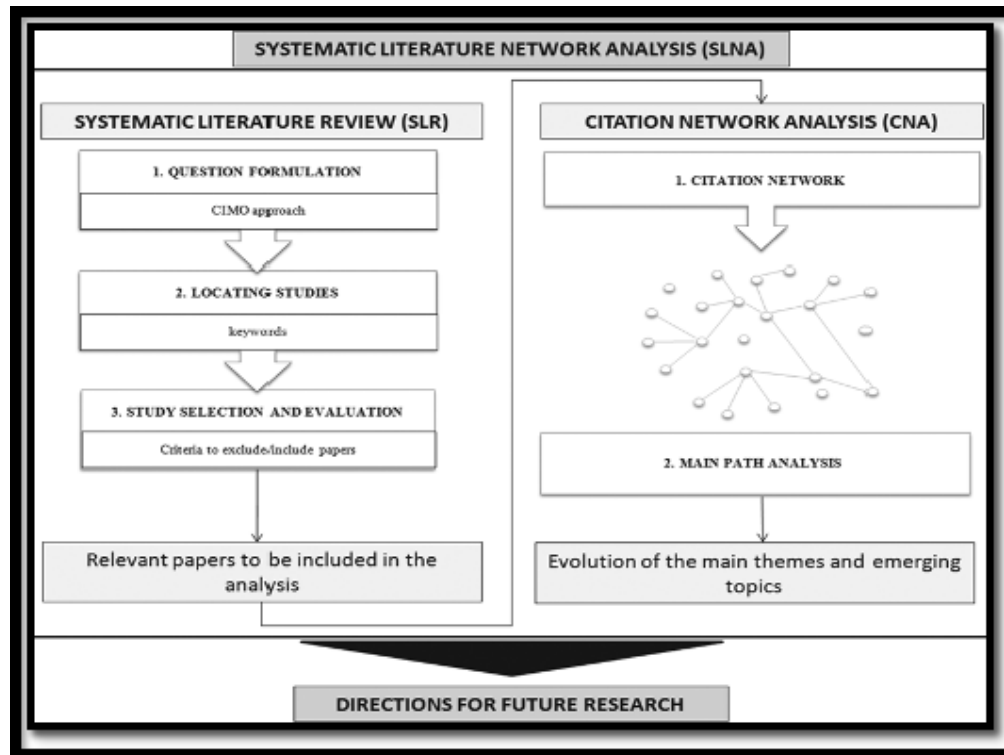 SYSTEMATIC LITERATURE NETWORK ANALYSIS (SLNA)
SYSTEMATIC LITERATURE REVIEW (SLR)
1. QUESTION FORMULATION
CIMO approach
2. LOCATING STUDIES
keywords
3. STUDY SELECTION AND EVALUATION
Criteria to exclude/include papers
Relevant papers to be included in the
analysis
CITATION NETWORK ANALYSIS (CNA)
1. CITATION NETWORK
2. MAIN PATH ANALYSIS
Evolution of the main themes and emerging
topics
DIRECTIONS FOR FUTURE RESEARCH